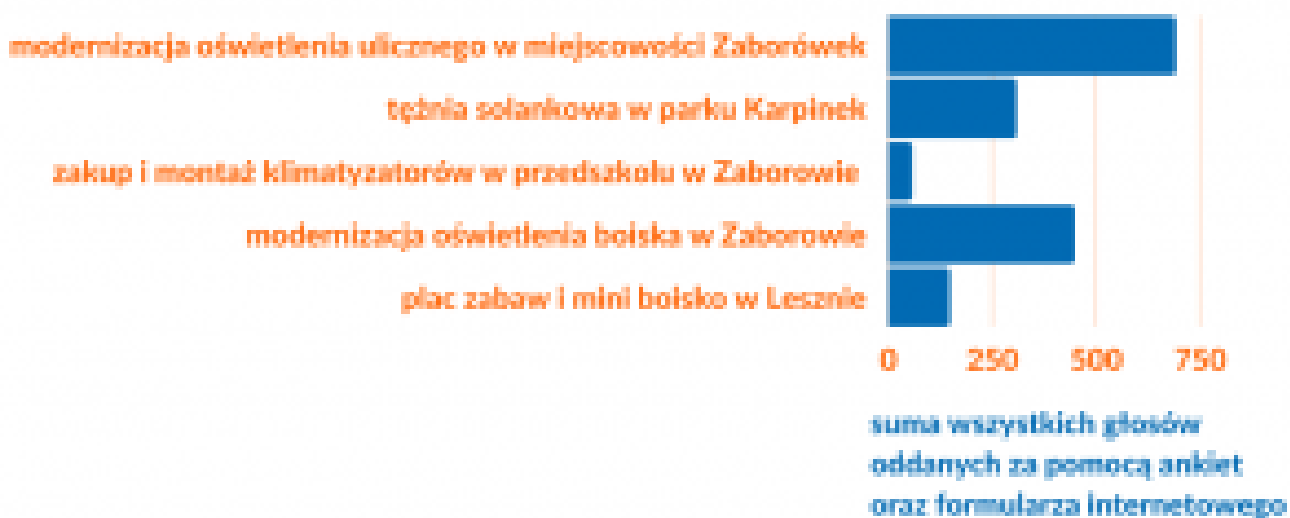 modernizacja oświetlenia ulicznego w miejscowości Zaborówek
tężnia solankowa w parku Karpinek
zakup i montaż klimatyzatorów w przedszkolu w Zaborowie
modernizacja oświetlenia boiska w Zaborowie
plac zabaw i mini boisko w Lesznie
0 250 500 750
suma wszystkich głosów
oddanych za pomocą ankiet
oraz formularza internetowego